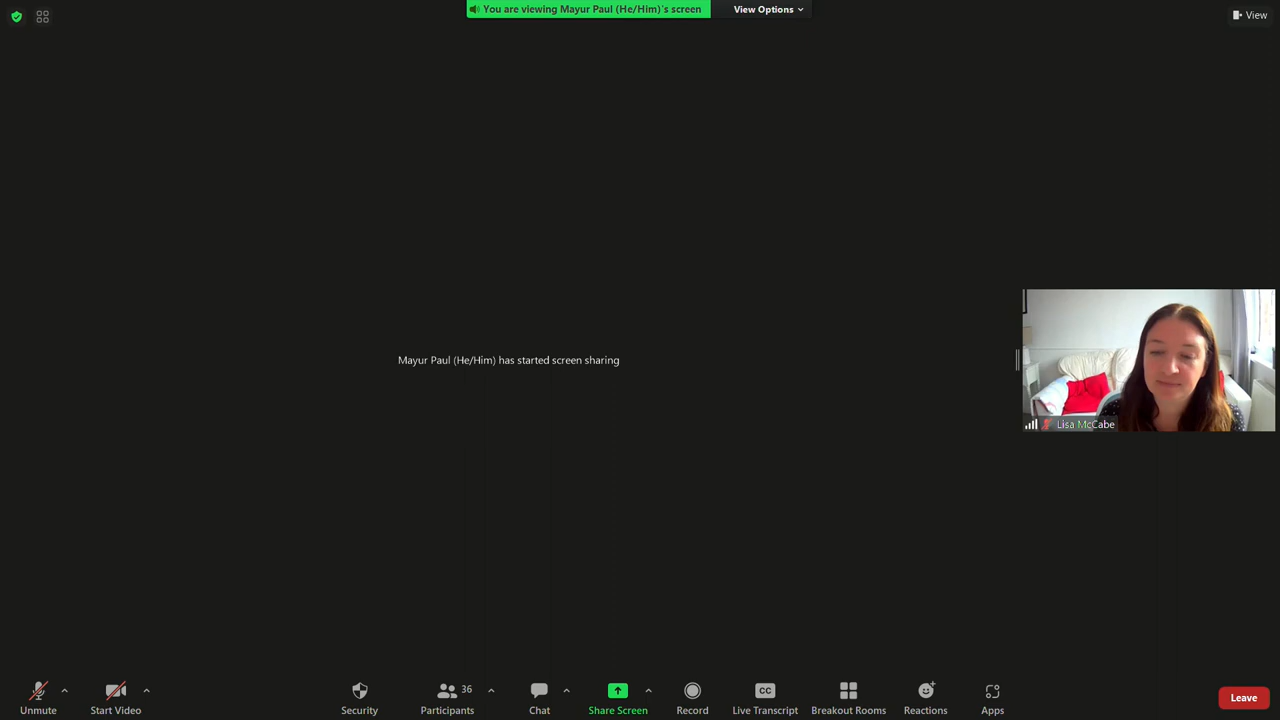 You are viewing Mayur Paul (He/Him)'s screen
View Options
View
Mayur Paul (He/Him) has started screen sharing
Lisa McCabe
Unmute
Start Video
Security
36
Participants
Chat
Share Screen
Record
CC
Live Transcript
Breakout Rooms
Reactions
Apps
Leave